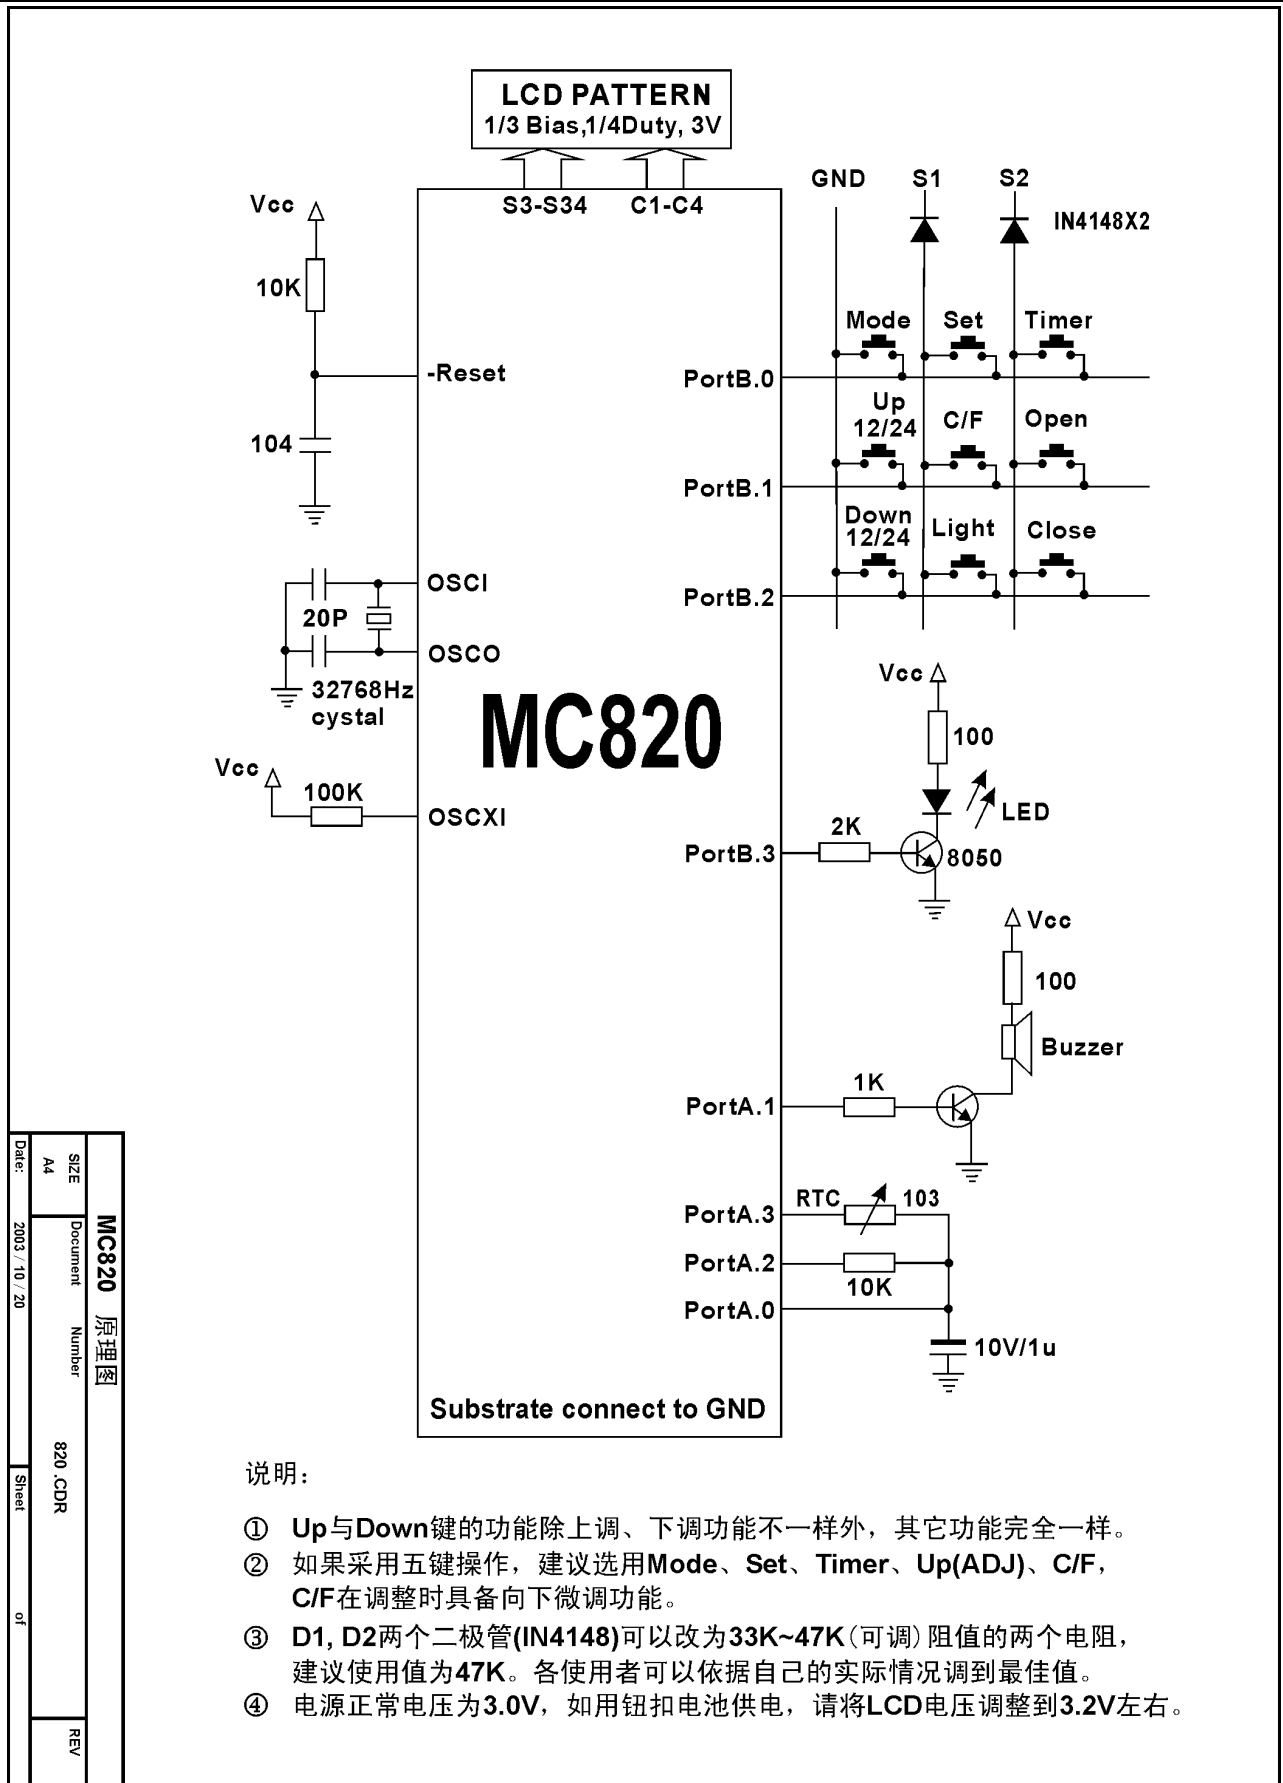 LCD PATTERN
1/3 Bias,1/4Duty, 3V
S3-S34
C1-C4
Vcc
10K
-Reset
104
OSCI
20P
OSCO
32768Hz
cystal
Vcc
100K
OSCXI
MC820
GND
S1
S2
IN4148X2
Mode
Set
Timer
PortB.0
Up
12/24
C/F
Open
PortB.1
Down
12/24
Light
Close
PortB.2
Vcc
100
LED
2K
PortB.3
8050
Vcc
100
Buzzer
1K
PortA.1
RTC
103
PortA.3
PortA.2
10K
PortA.0
10V/1u
Substrate connect to GND
说明：
① Up与Down键的功能除上调、下调功能不一样外，其它功能完全一样。
② 如果采用五键操作，建议选用Mode、Set、Timer、Up(ADJ)、C/F，
C/F在调整时具备向下微调功能。
③ D1, D2两个二极管(IN4148)可以改为33K~47K(可调)阻值的两个电阻，
建议使用值为47K。各使用者可以依据自己的实际情况调到最佳值。
④ 电源正常电压为3.0V，如用钮扣电池供电，请将LCD电压调整到3.2V左右。
MC820 原理图
SIZE
A4
Document Number
820 .CDR
REV
Date:
2003 / 10 / 20
Sheet of